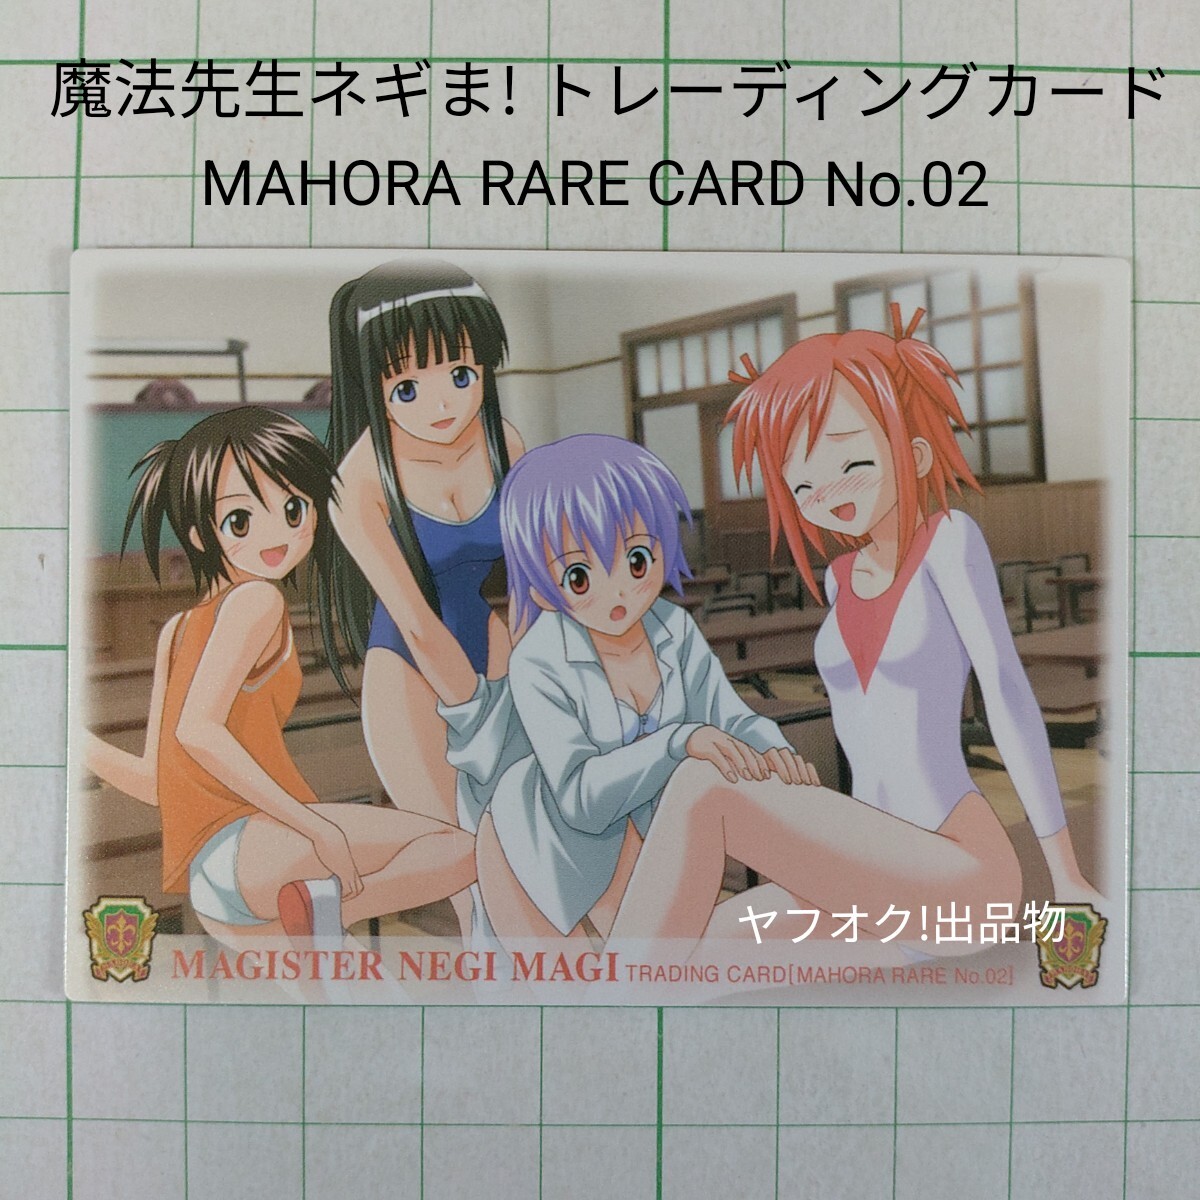 魔法先生ネギま! トレーディングカード
MAHORA RARE CARD No.02
ヤフオク!出品物
MAGISTER NEGI MAGI TRADING CARD[MAHORA RARE No.02]